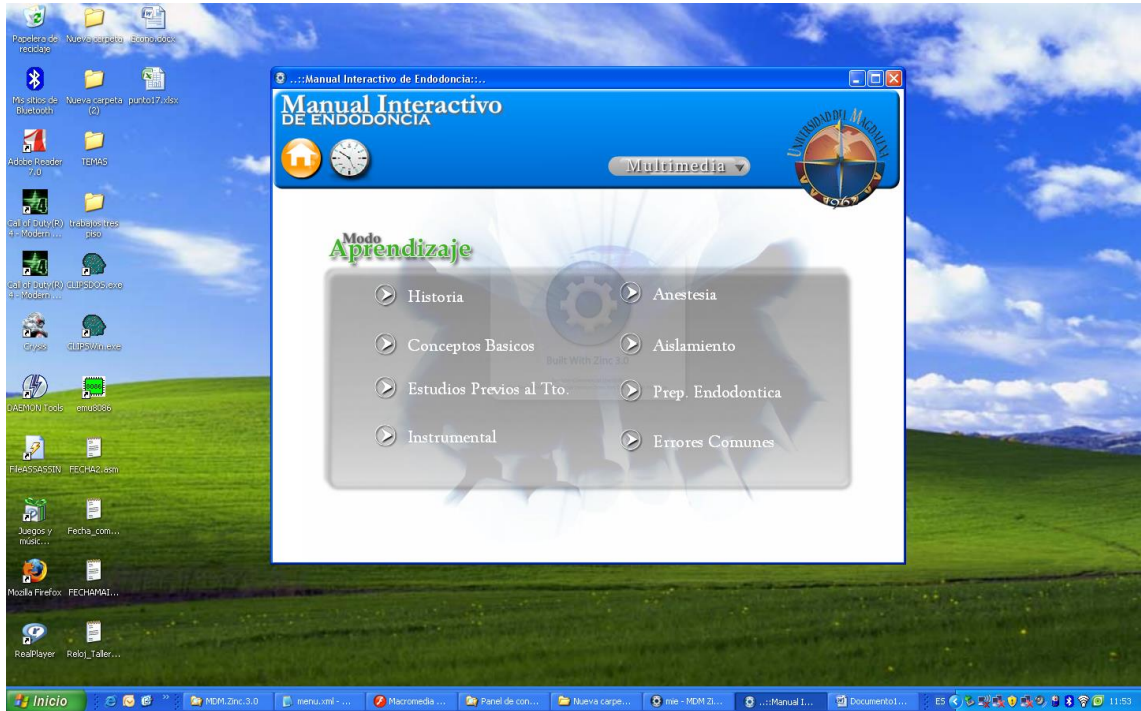 Papelera de
reciclaje
Nueva carpeta
Econo.docx
Mis sitios de
Bluetooth
Nueva carpeta
(2)
punto17.xlsx
Adobe Reader
7.0
TEMAS
Call of Duty(R)
4 - Modern ...
trabajos tres
piso
Call of Duty(R)
4 - Modern ...
CLIPSDOS.exe
Crysis
CLIPSWin.exe
DAEMON Tools
emu8086
FileASSASSIN
FECHA2.asm
Juegos y
músic...
Fecha_com...
Mozilla Firefox
FECHAMAI...
RealPlayer
Reloj_Taller...
..::Manual Interactivo de Endodoncia::..
Manual Interactivo
DE ENDODONCIA
Multimedia
UNIVERSIDAD DEL MAGDALENA
1967
Modo
Aprendizaje
Historia
Anestesia
Conceptos Basicos
Aislamiento
Built With Zinc 3.0
Estudios Previos al Tto.
Prep. Endodontica
Instrumental
Errores Comunes
Inicio
MDM.Zinc.3.0
menu.xml - ...
Macromedia ...
Panel de con...
Nueva carpe...
mie - MDM Zi...
..::Manual I...
Documento1...
ES
11:53